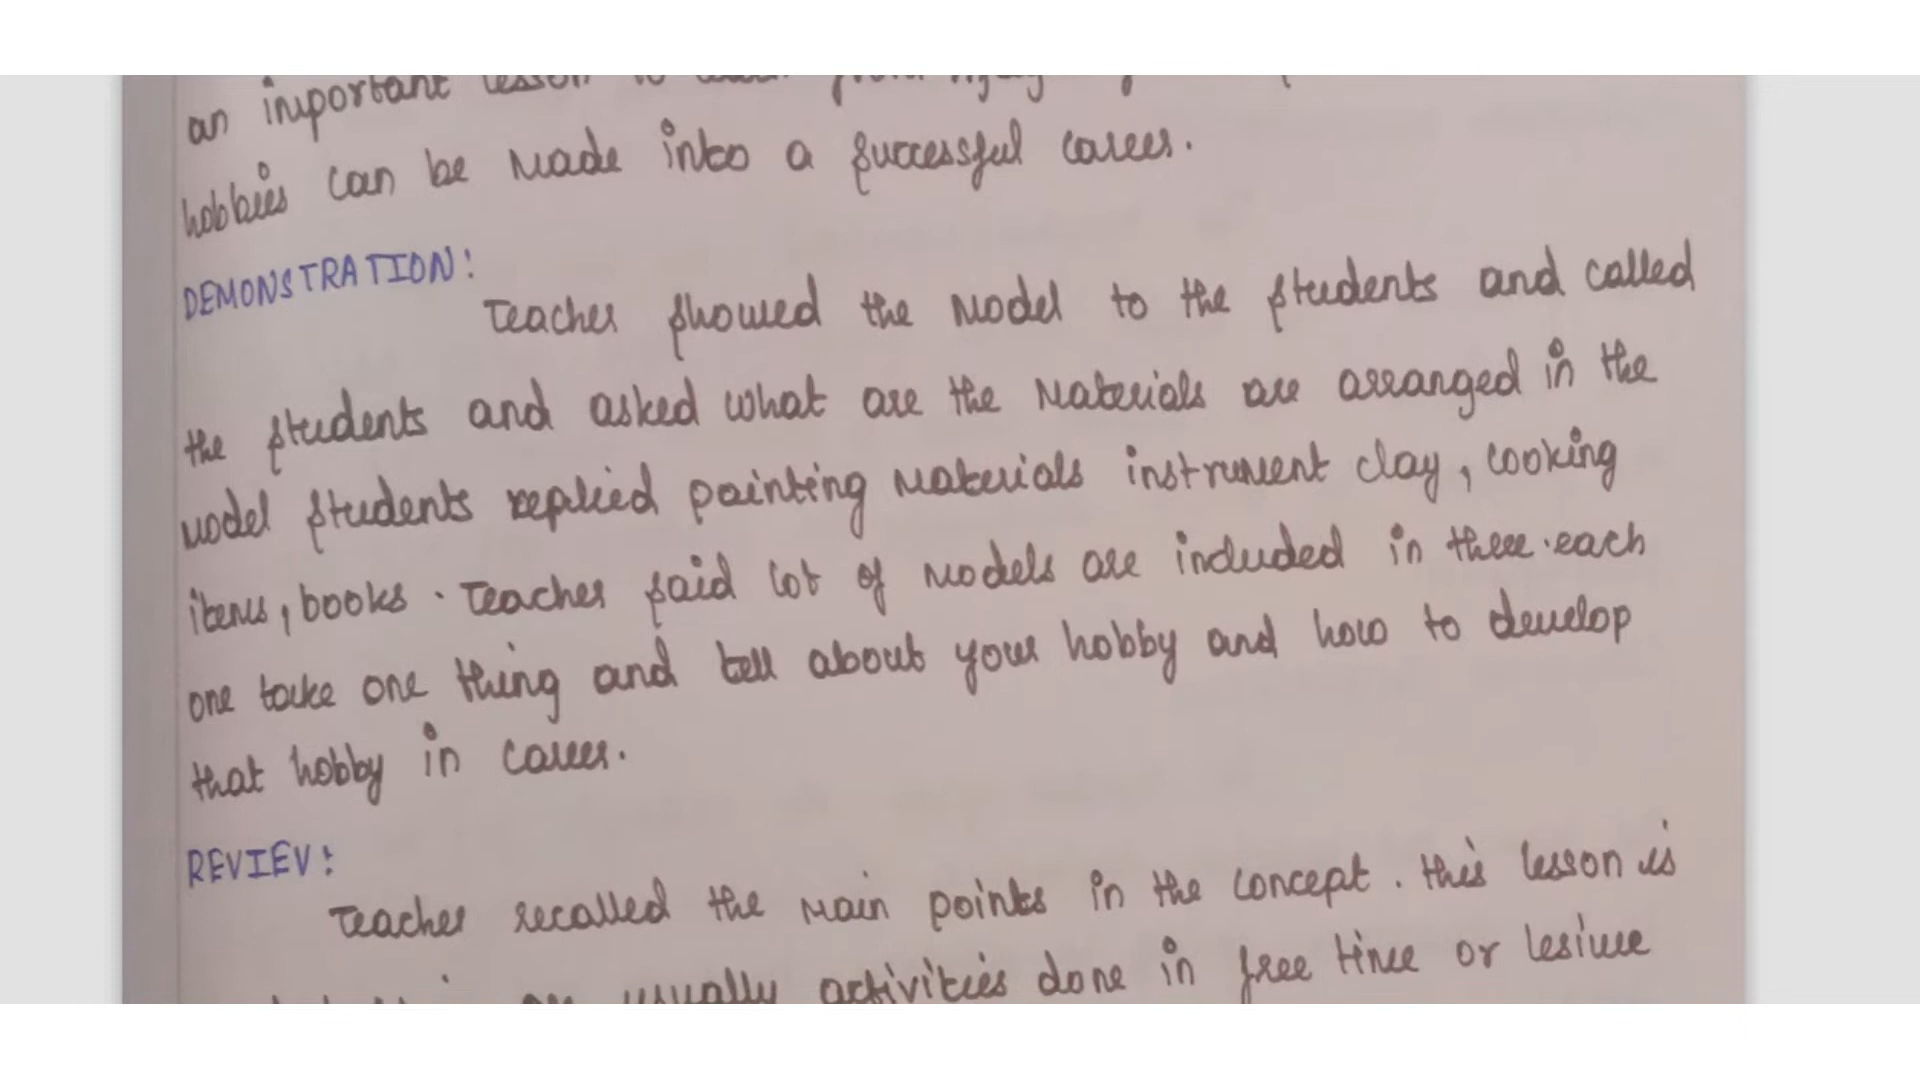 an important lesson to
hobbies can be made into a successful career.
DEMONSTRATION:
Teacher showed the model to the students and called
the students and asked what are the materials are arranged in the
model students replied painting materials instrument clay, cooking
items, books. Teacher said lot of models are included in there. each
one take one thing and tell about your hobby and how to develop
that hobby in career.
REVIEV:
Teacher recalled the main points in the concept. this lesson is
usually activities done in free time or lesiure